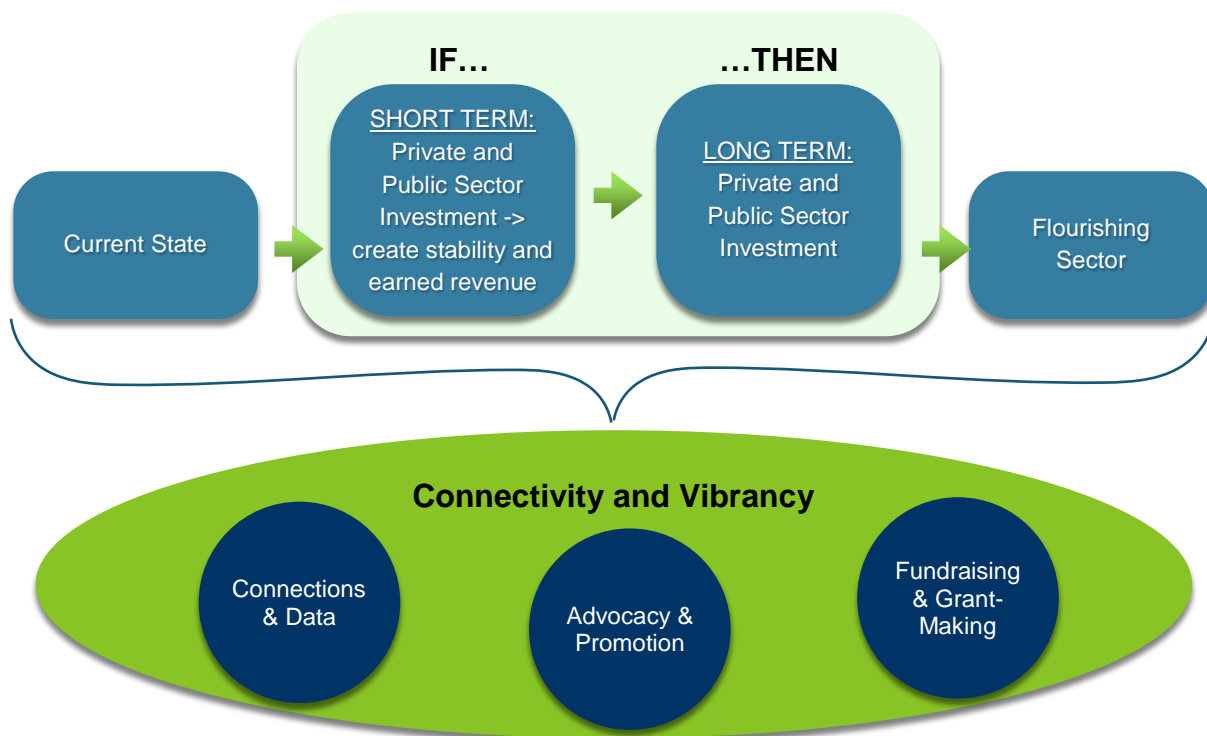 IF…
…THEN
SHORT TERM:
Private and
Public Sector
Investment ->
create stability and
earned revenue
LONG TERM:
Private and
Public Sector
Investment
Current State
Flourishing
Sector
Connectivity and Vibrancy
Connections
& Data
Advocacy &
Promotion
Fundraising
& Grant-
Making